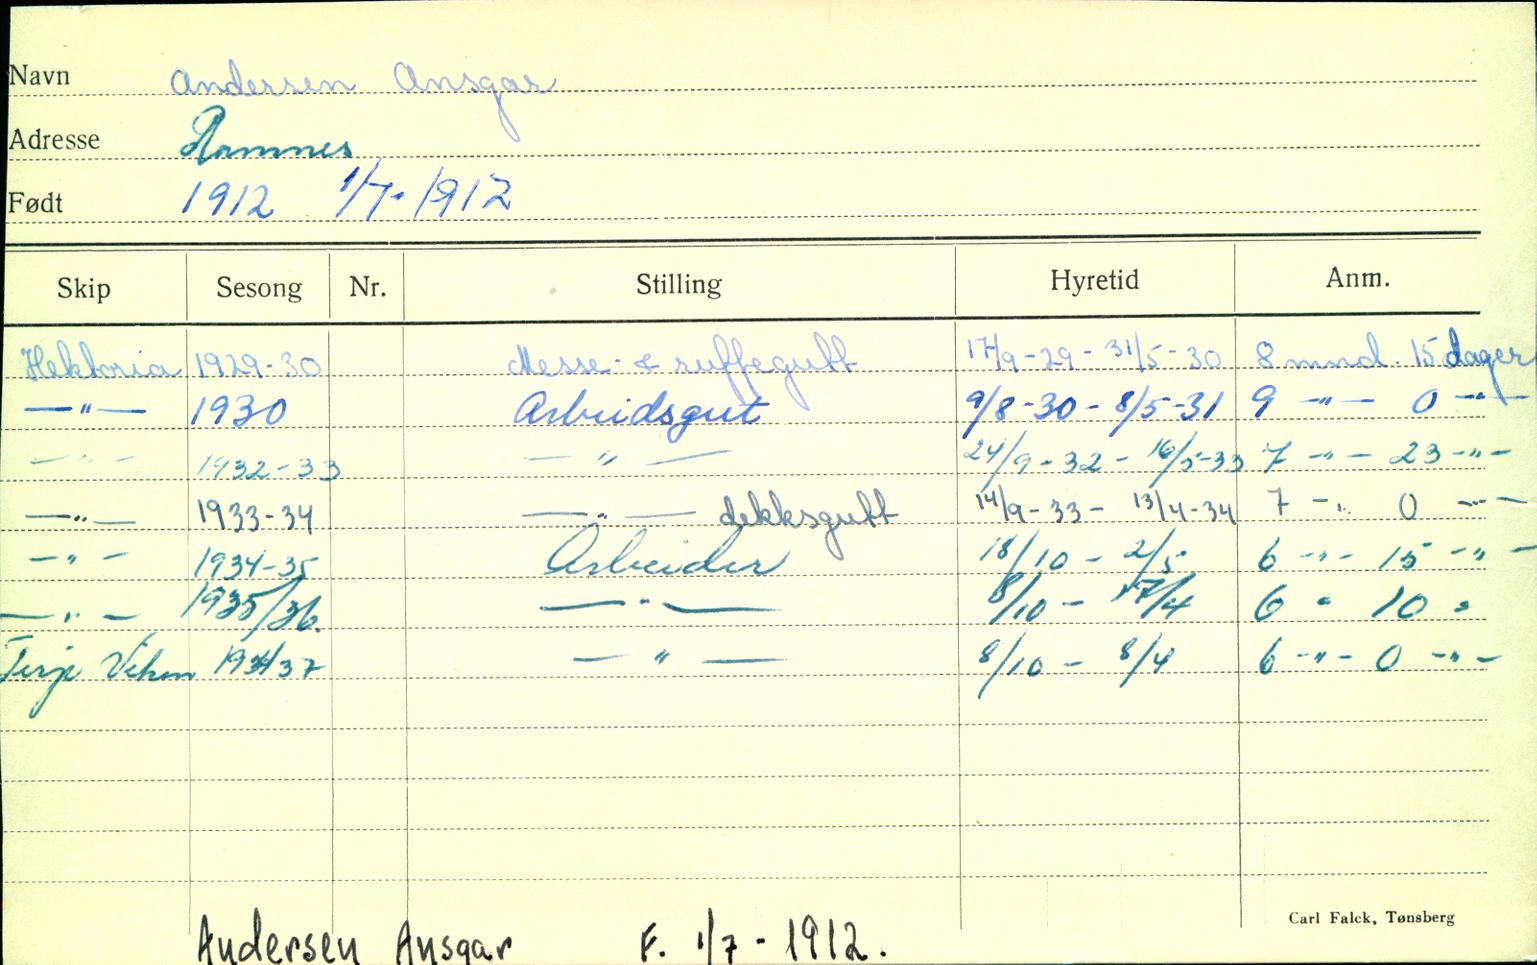 Navn Andersen Ansgar
Adresse Ramnes
Født 1912 1/7-1912
Skip Sesong Nr. Stilling Hyretid Anm.
Hektoria 1929-30 Messe- & ruffegutt 17/9-29-31/5-30 8 mnd. 15 dager
—"— 1930 Arbeidsgut 9/8-30-8/5-31 9 -"- 0 -"-
—"— 1932-33 —"— 24/9-32-16/5-33 7 -"- 23 -"-
—"— 1933-34 —"— dekksgutt 14/9-33-13/4-34 7 -"- 0 -"-
—"— 1934-35 Arbeider 18/10-2/5 6 -"- 15 -"-
—"— 1935/36. —"— 8/10-17/4 6 " 10 "
Terje Viken 1936/37 —"— 8/10-8/4 6 -"- 0 -"-
Carl Falck, Tønsberg
Andersen Ansgar F. 1/7-1912.